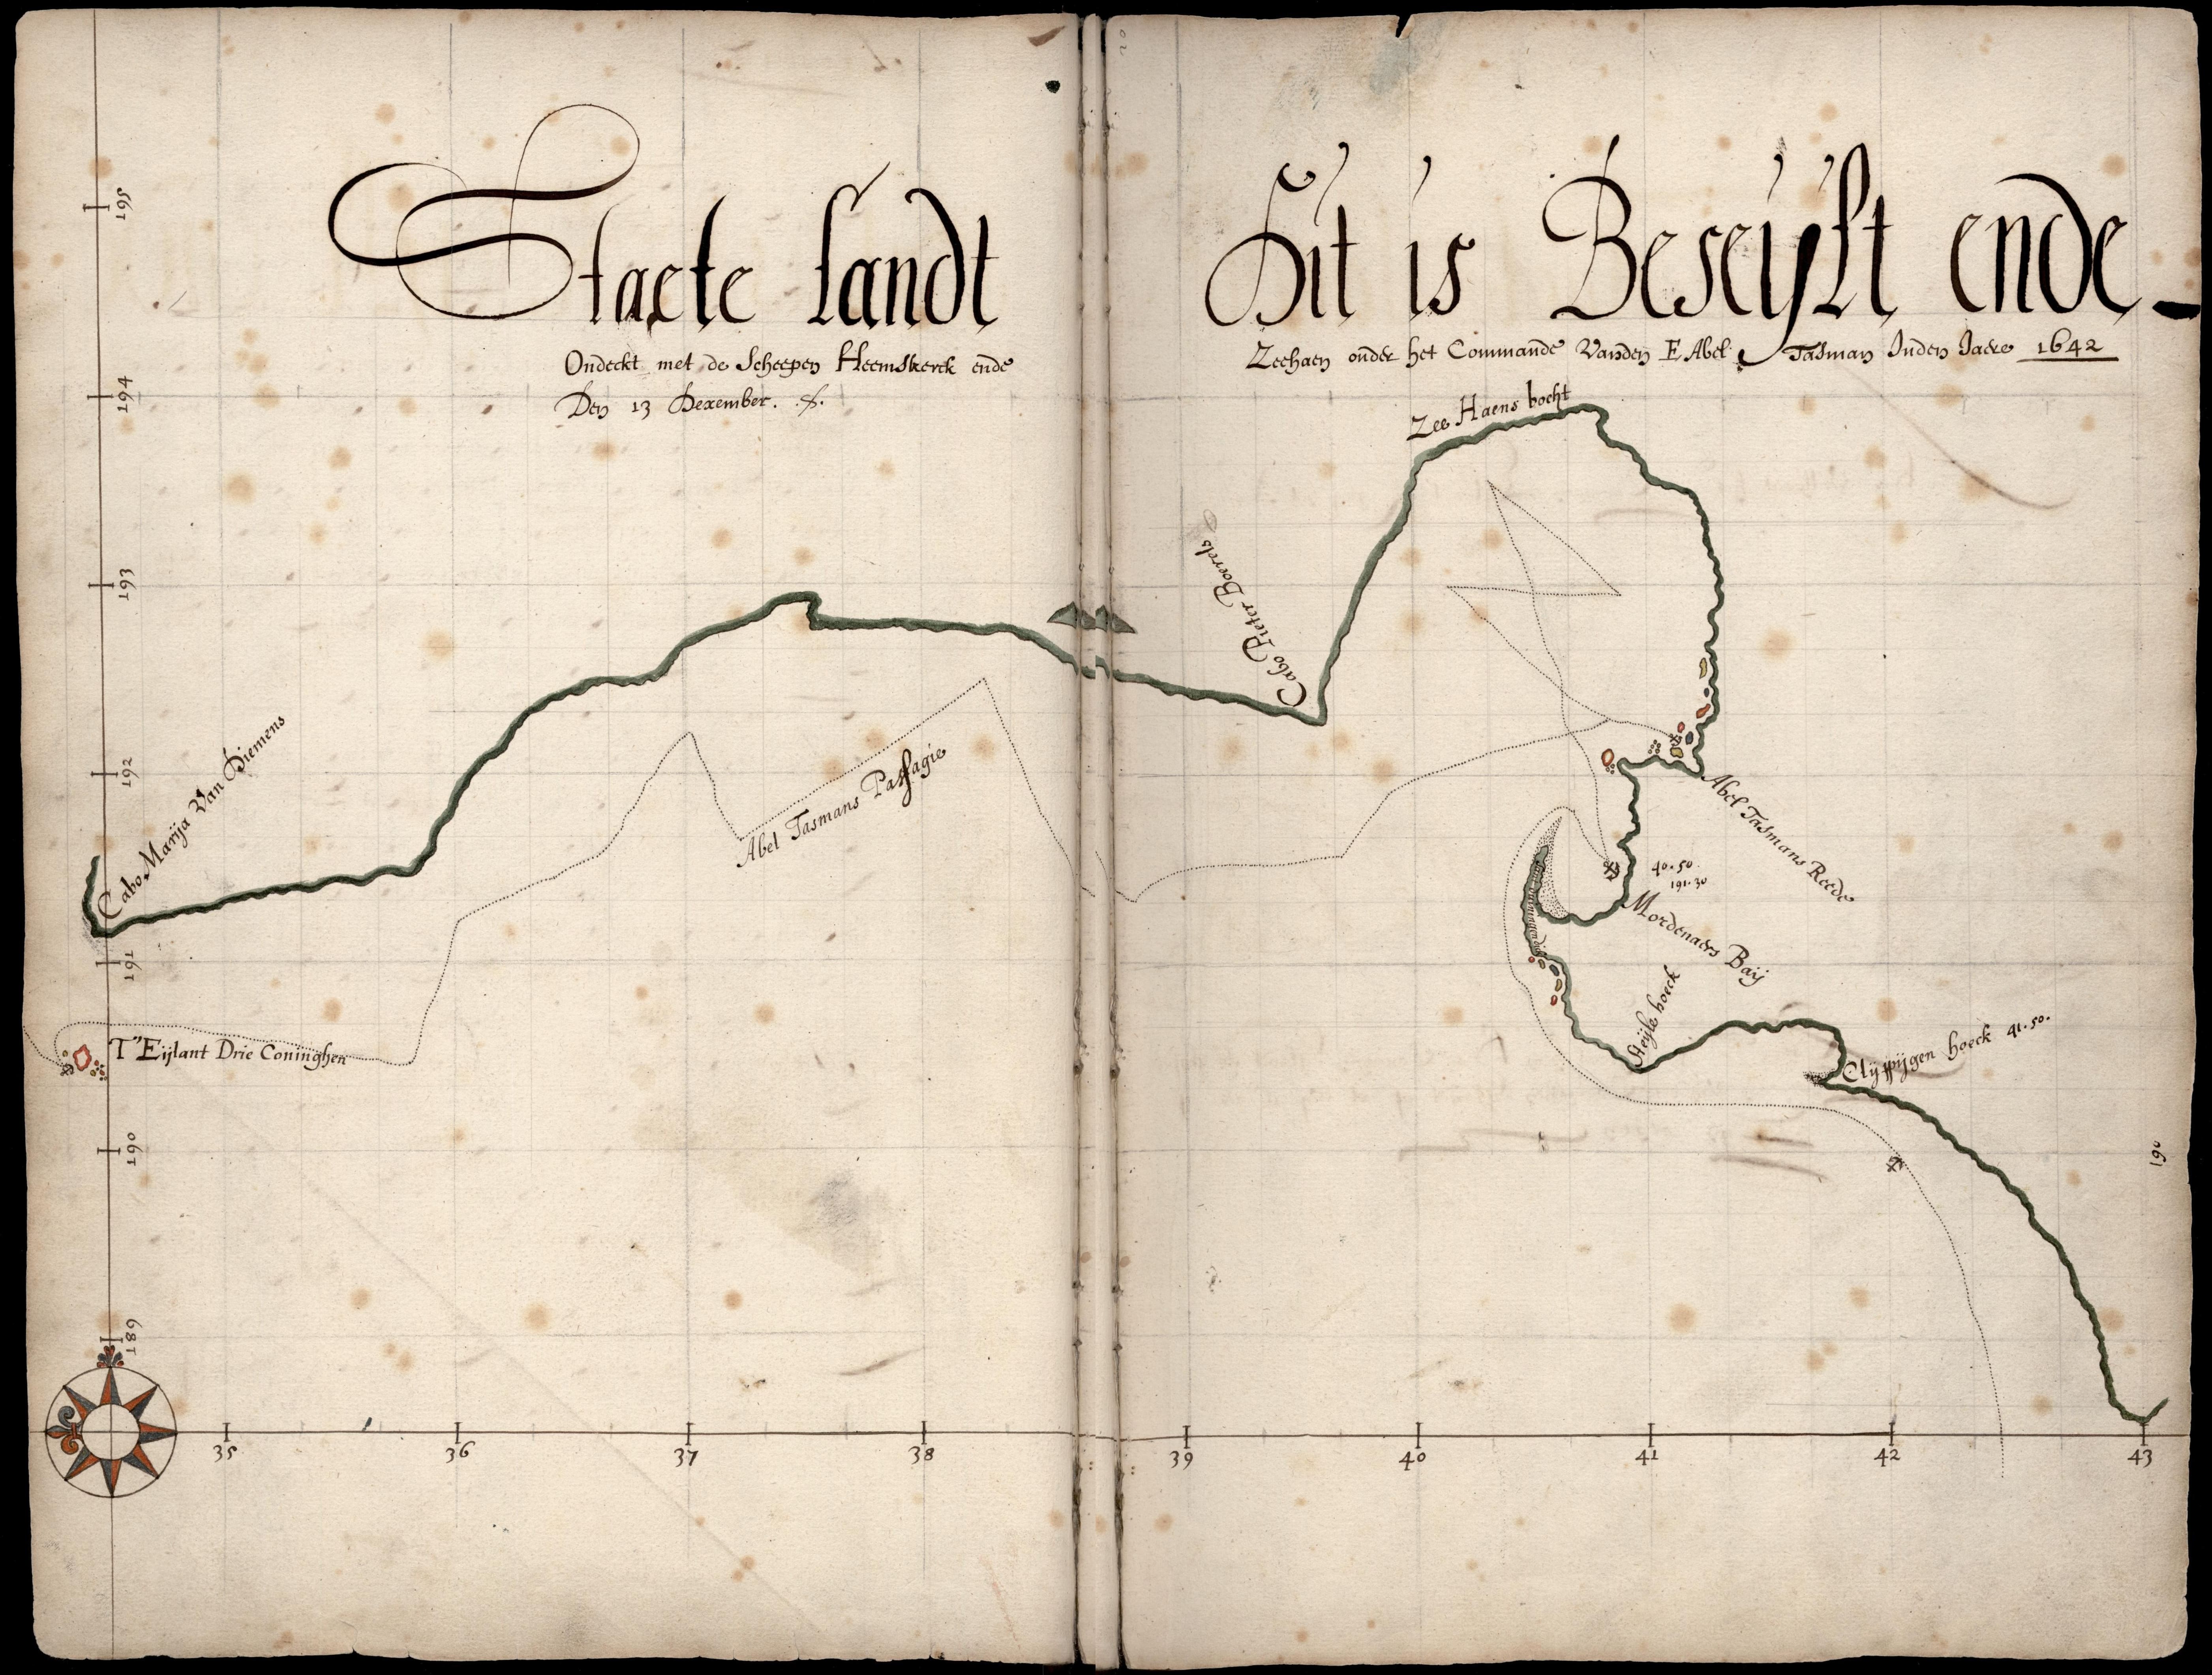 Staete landt Dit is Beseijlt ende
Ondeckt met de Scheepen Heemskerck ende Zeehaen onder het Commande Vanden E Abel Tasman Inden Jaere 1642
Den 13 Dexember.
Zee Haens bocht
Cabo Pieter Boreels
Cabo Marija Van Diemens
Abel Tasmans Passagie
Abel Tasmans Reede
40.50
191.30
Mordenaers Baij
Steijle hoeck
Clijppijgen hoeck 41.50.
T"Eijlant Drie Coninghen
195
194
193
192
191
190
189
190
35 36 37 38 39 40 41 42 43